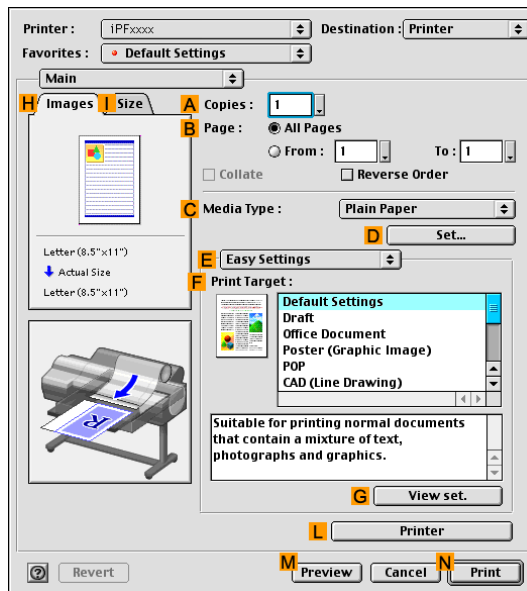 Printer : iPFxxxx Destination : Printer
Favorites : Default Settings
Main
H Images I Size
A Copies : 1
B Page : All Pages
From : 1 To : 1
Collate Reverse Order
C Media Type : Plain Paper
D Set...
Letter (8.5"x11")
Actual Size
Letter (8.5"x11")
E Easy Settings
F Print Target :
Default Settings
Draft
Office Document
Poster (Graphic Image)
POP
CAD (Line Drawing)
R
Suitable for printing normal documents
that contain a mixture of text,
photographs and graphics.
G View set.
L Printer
? Revert M Preview Cancel N Print